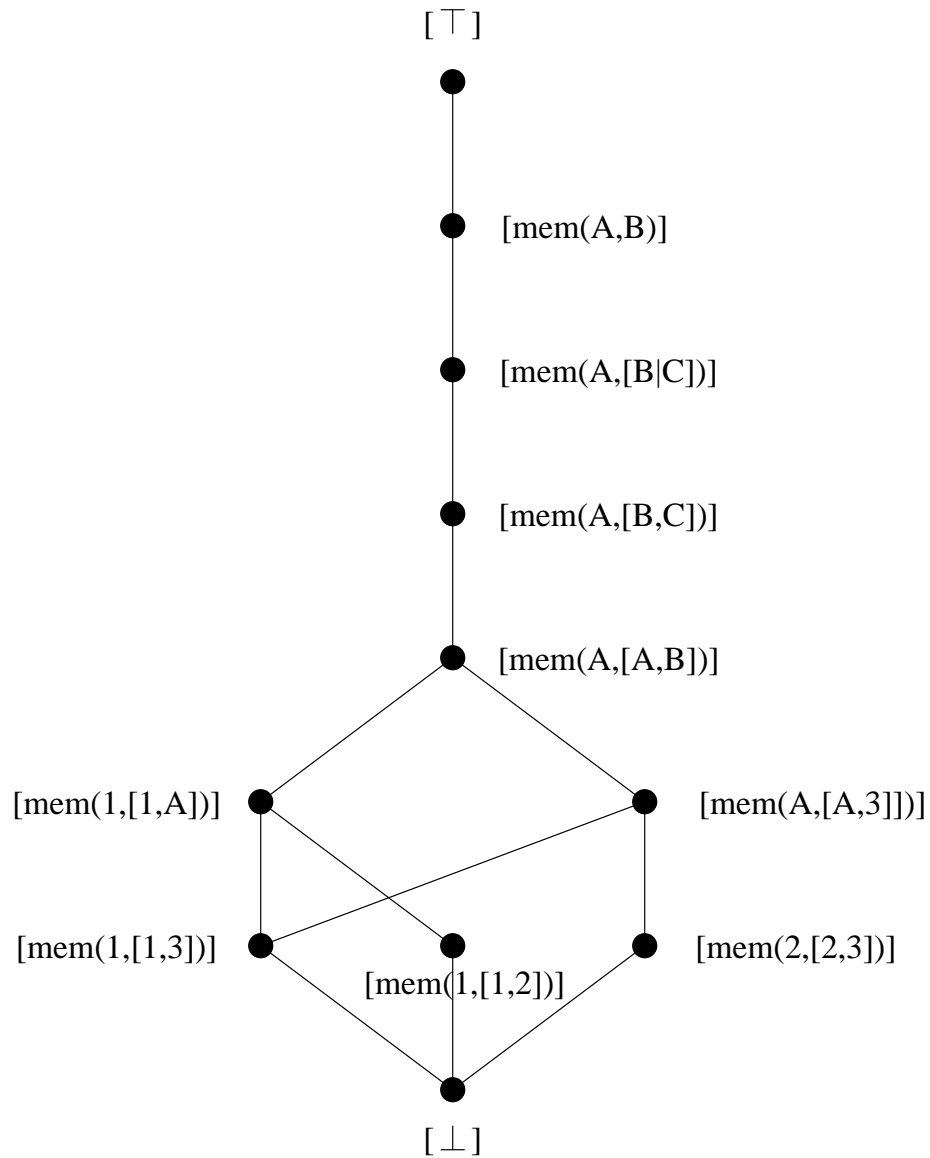 [⊤]
[mem(A,B)]
[mem(A,[B|C])]
[mem(A,[B,C])]
[mem(A,[A,B])]
[mem(1,[1,A])]
[mem(A,[A,3]])]
[mem(1,[1,3])]
[mem(1,[1,2])]
[mem(2,[2,3])]
[⊥]